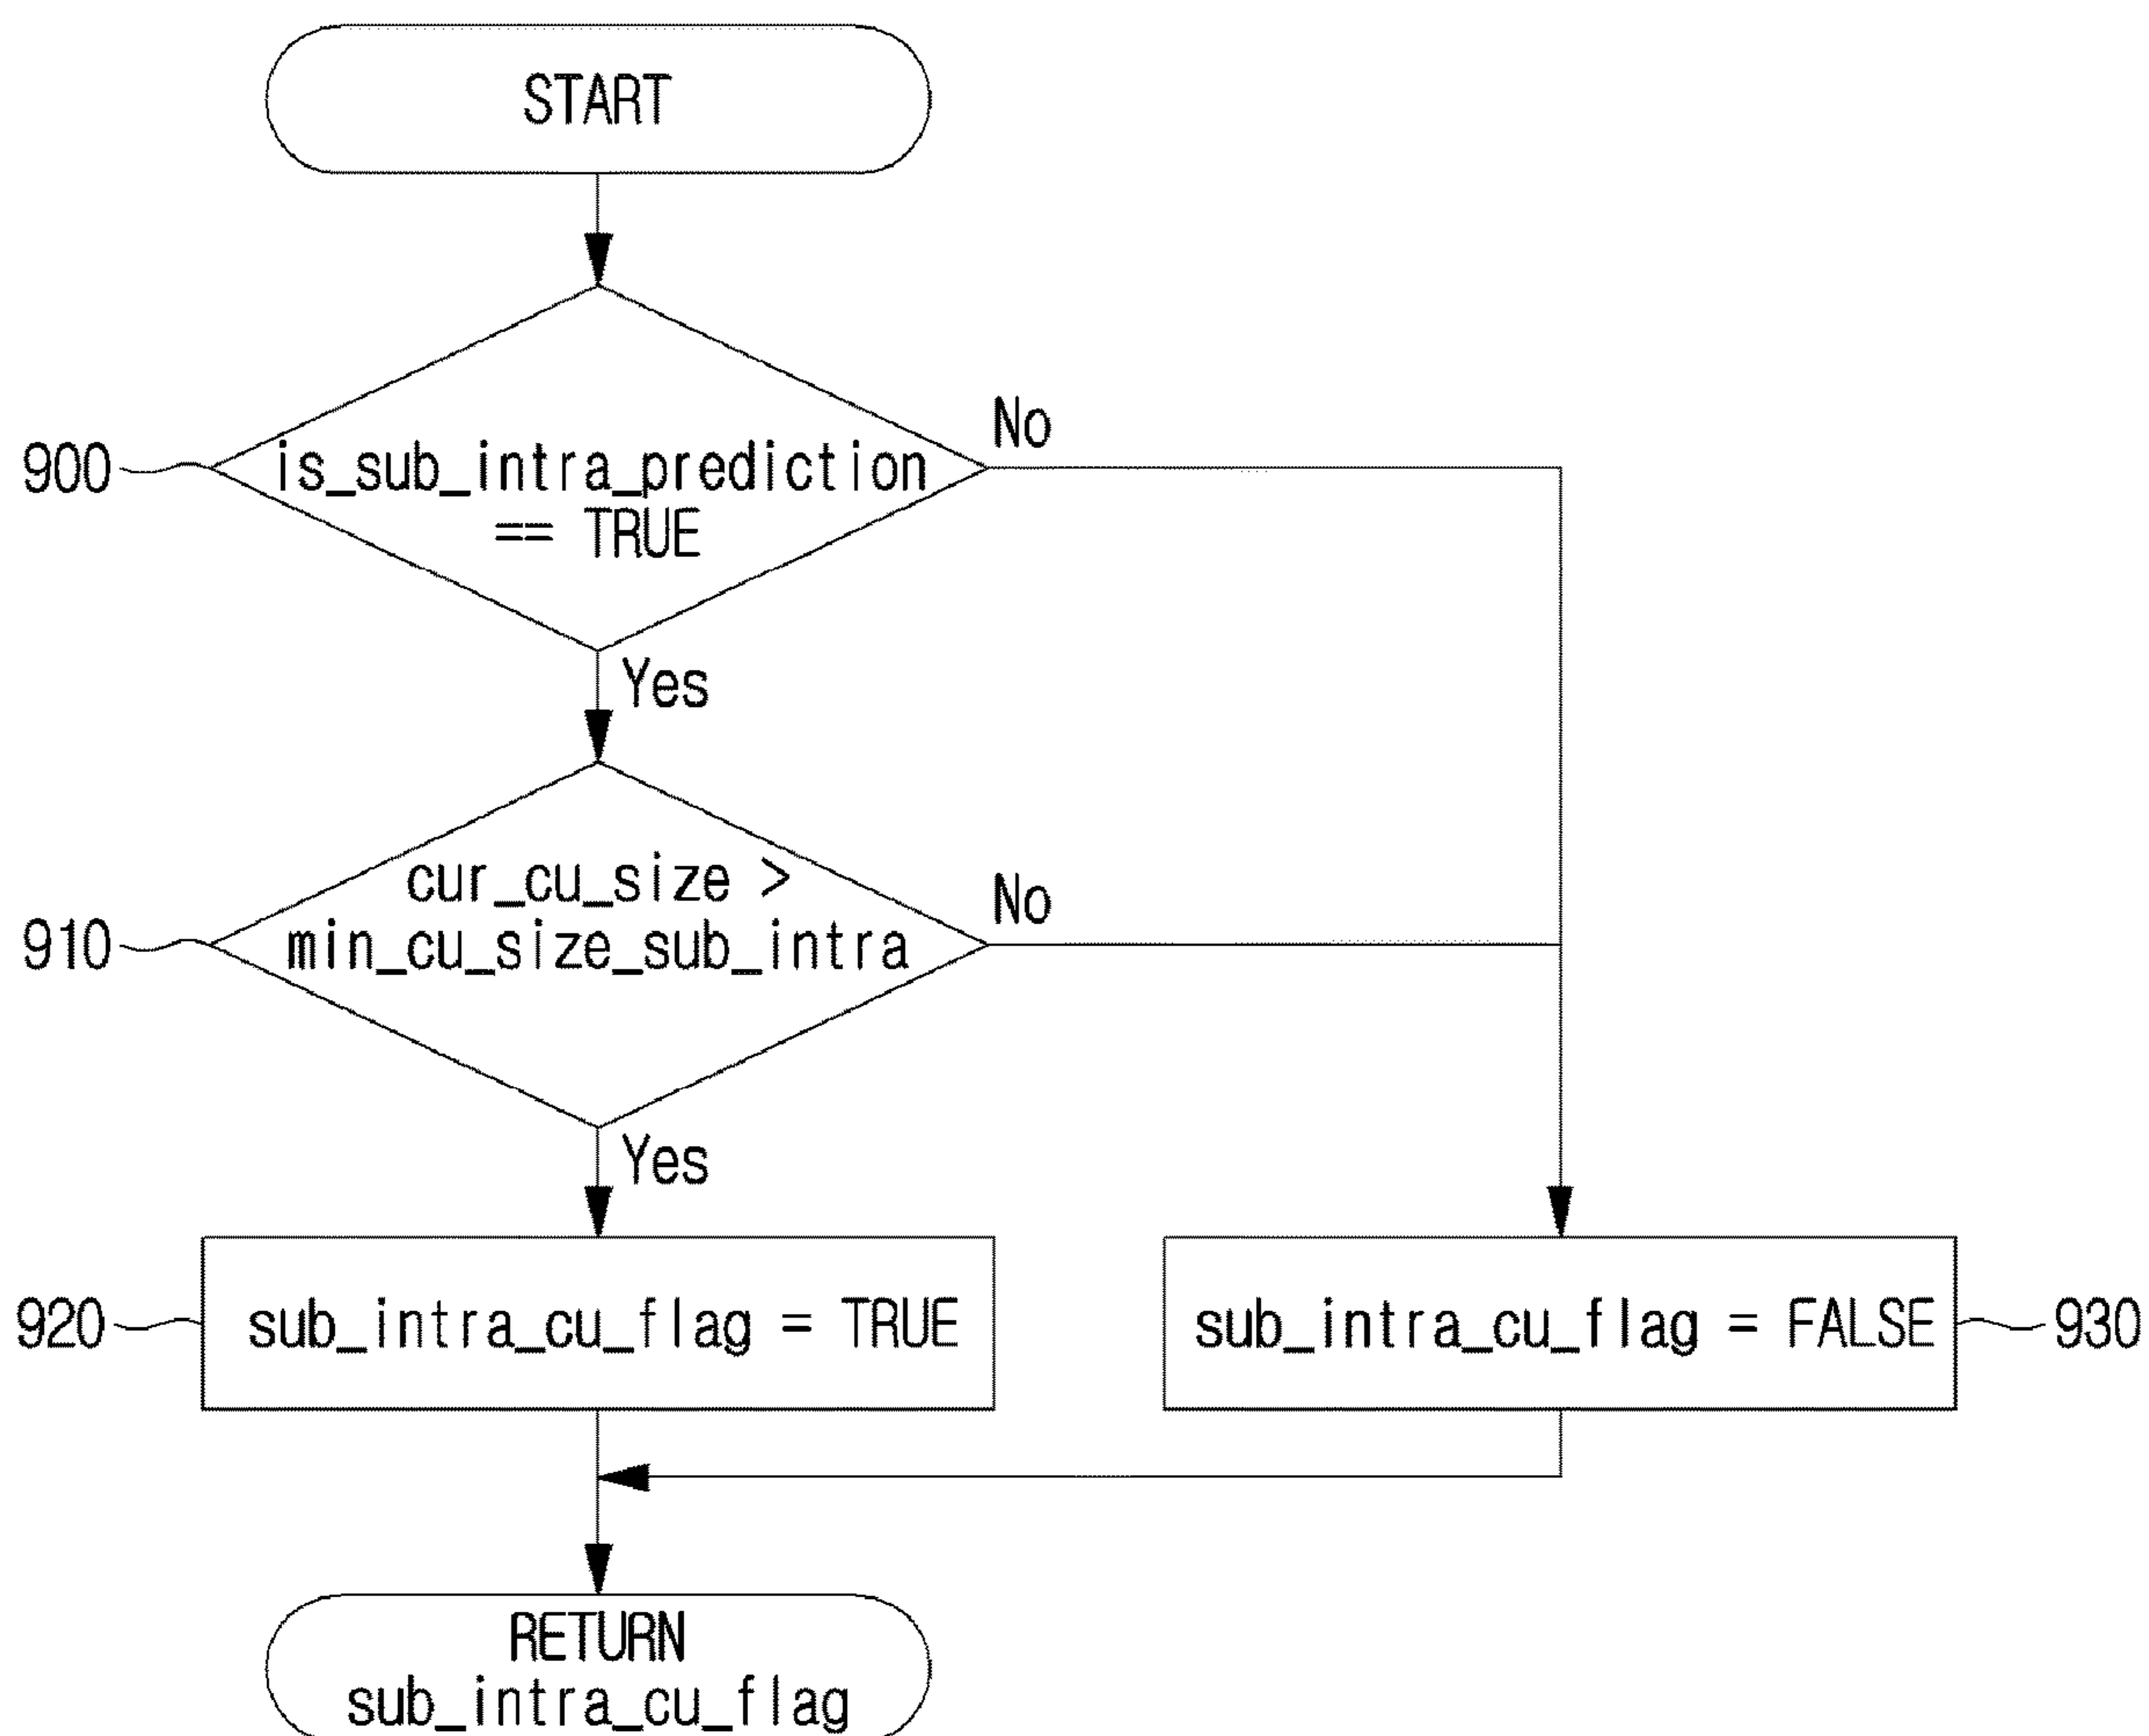 START
No
900
is_sub_intra_prediction
== TRUE
Yes
cur_cu_size >
No
910
min_cu_size_sub_intra
Yes
920
sub_intra_cu_flag = TRUE
sub_intra_cu_flag = FALSE
930
RETURN
sub_intra_cu_flag